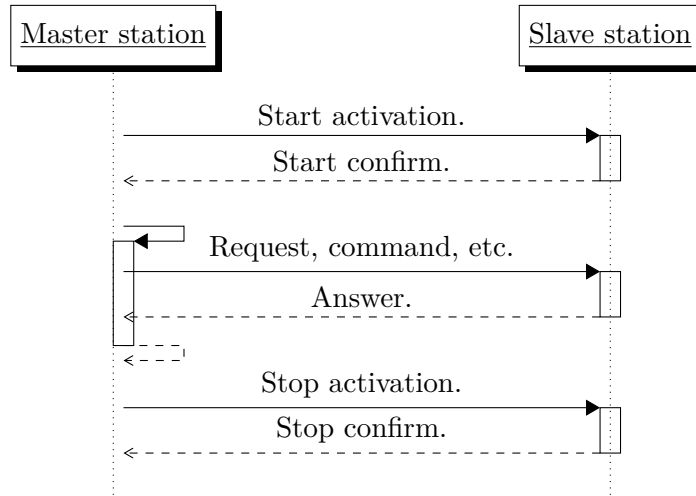 Master station
Slave station
Start activation.
Start confirm.
Request, command, etc.
Answer.
Stop activation.
Stop confirm.